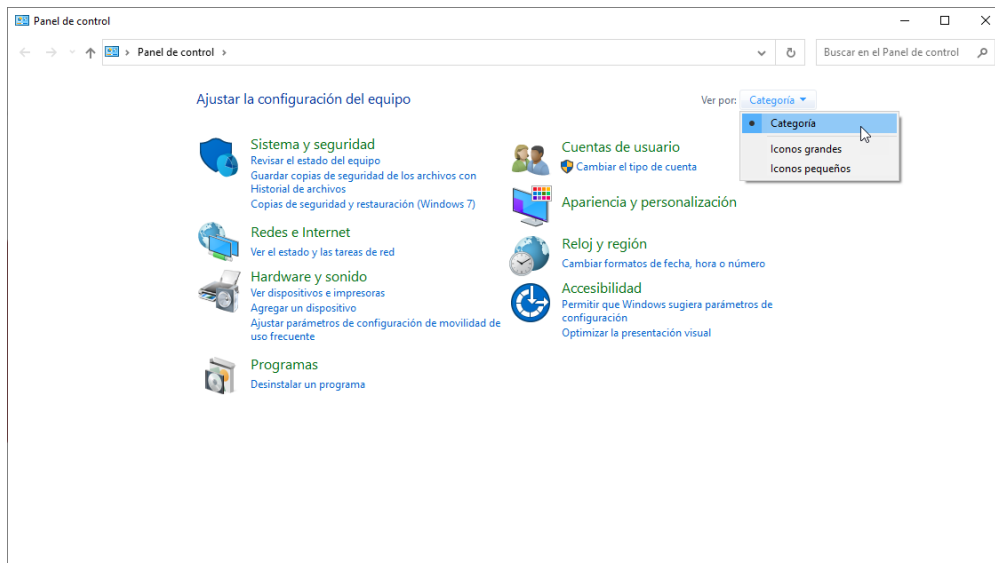 Panel de control
Panel de control
Buscar en el Panel de control
Ajustar la configuración del equipo
Ver por: Categoría
Categoría
Iconos grandes
Iconos pequeños
Sistema y seguridad
Revisar el estado del equipo
Guardar copias de seguridad de los archivos con
Historial de archivos
Copias de seguridad y restauración (Windows 7)
Redes e Internet
Ver el estado y las tareas de red
Hardware y sonido
Ver dispositivos e impresoras
Agregar un dispositivo
Ajustar parámetros de configuración de movilidad de
uso frecuente
Programas
Desinstalar un programa
Cuentas de usuario
Cambiar el tipo de cuenta
Apariencia y personalización
Reloj y región
Cambiar formatos de fecha, hora o número
Accesibilidad
Permitir que Windows sugiera parámetros de
configuración
Optimizar la presentación visual